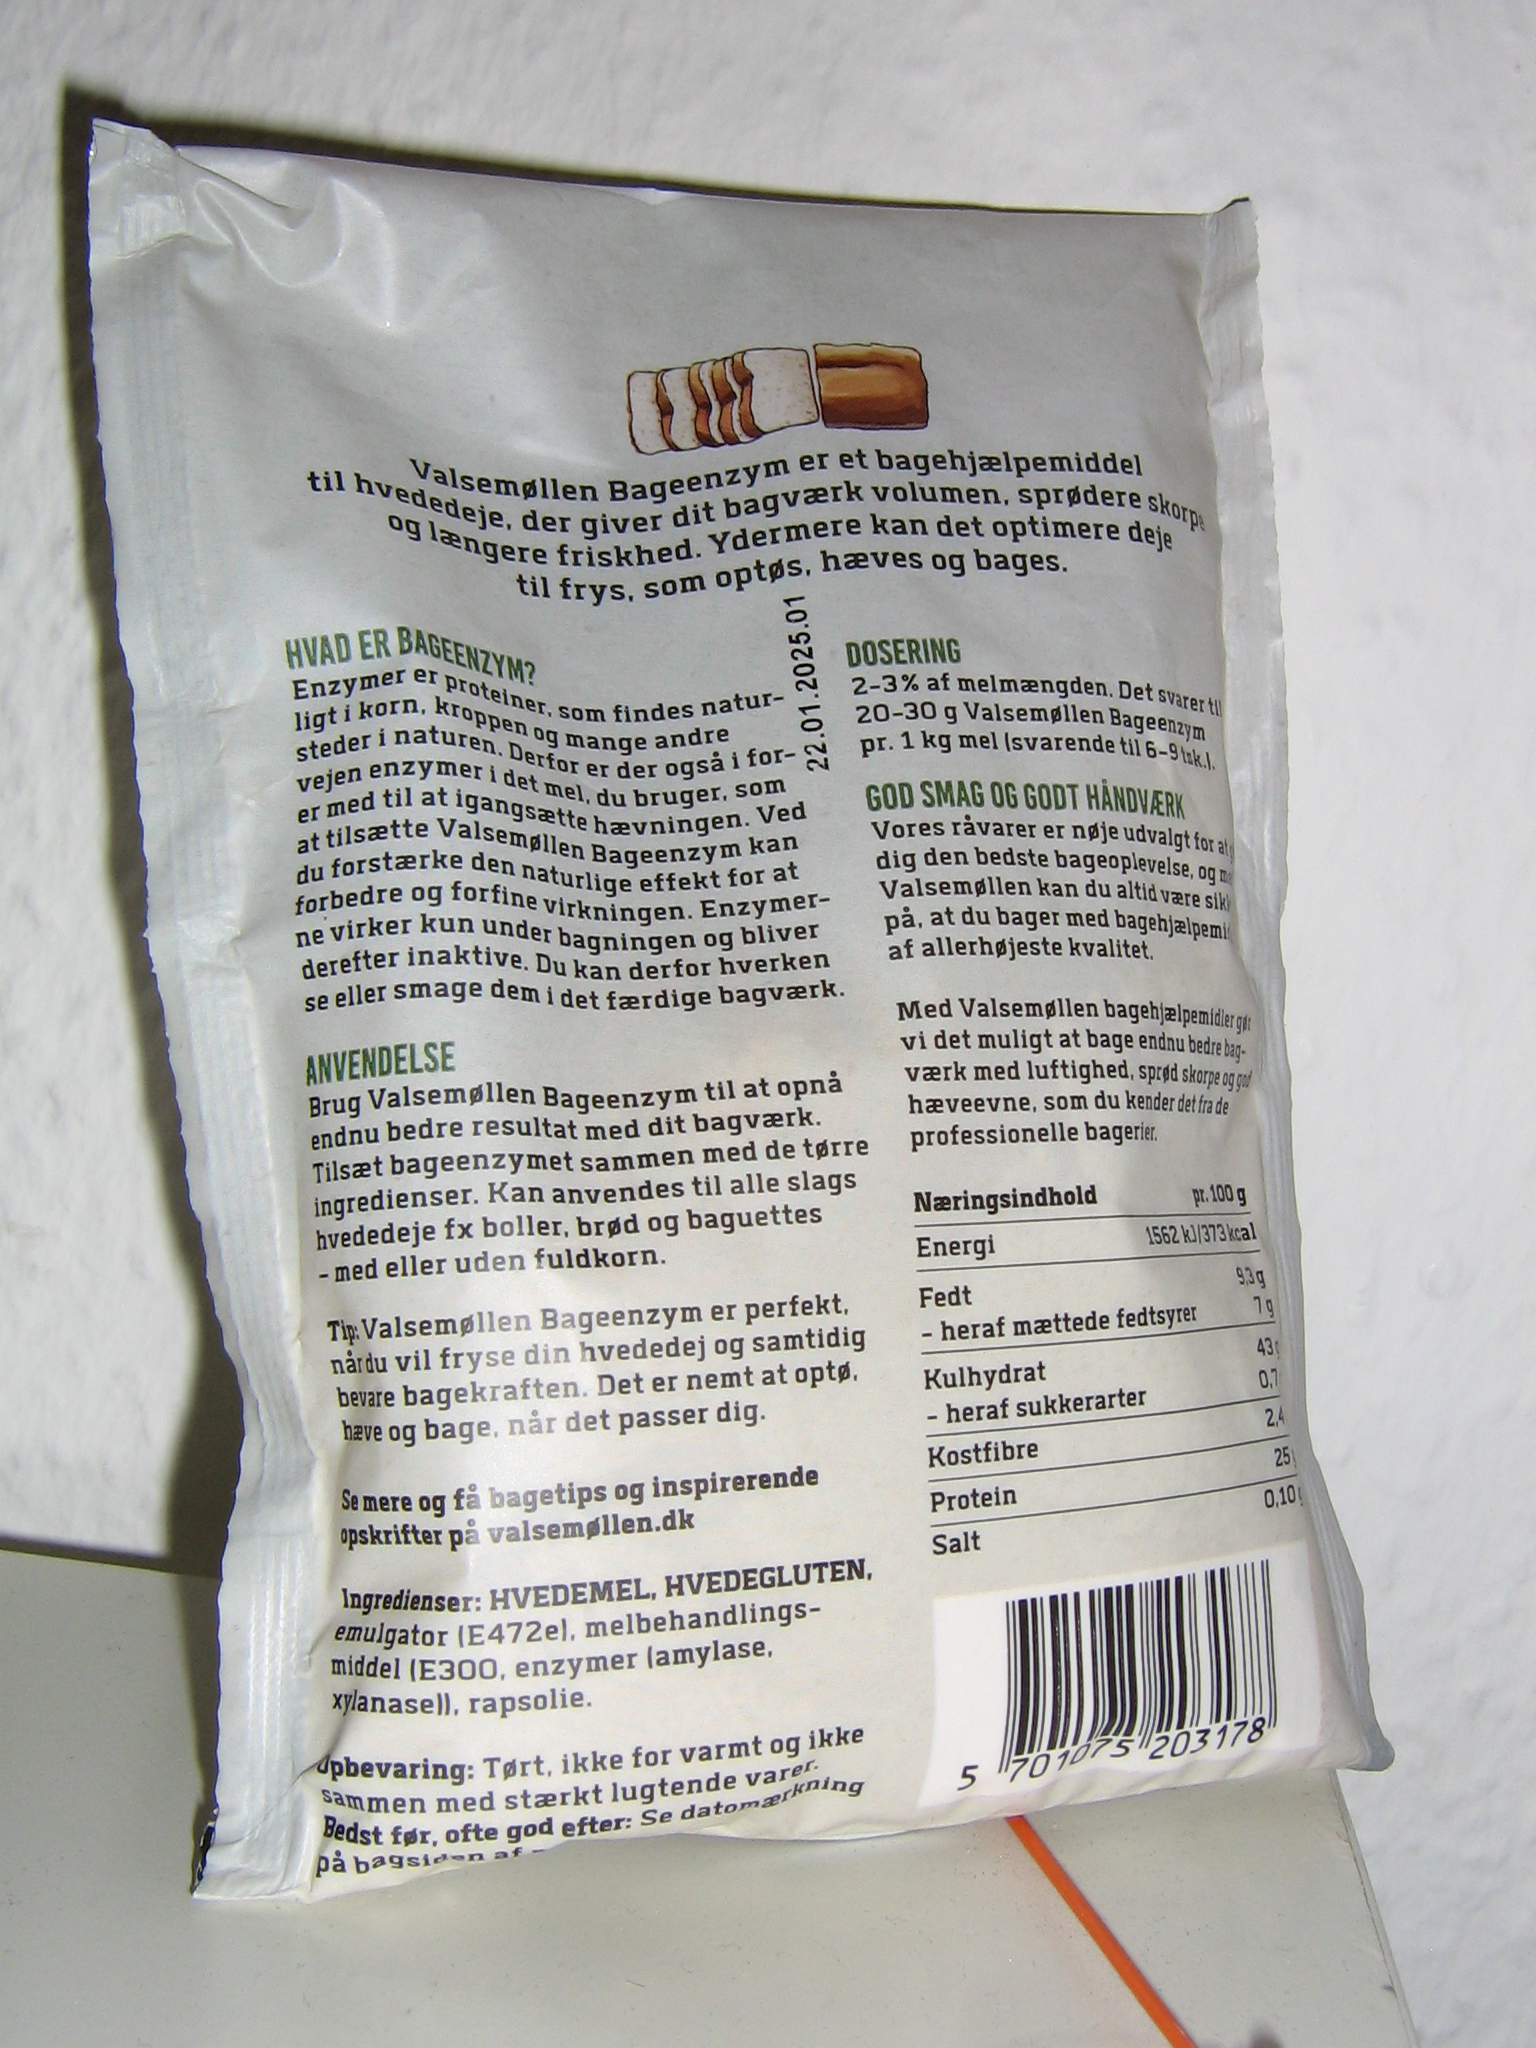 Valsemøllen Bageenzym er et bagehjælpemiddel
til hvededeje, der giver dit bagværk volumen, sprødere skorpe
og længere friskhed. Ydermere kan det optimere deje
til frys, som optøs, hæves og bages.
22.01.2025.01
HVAD ER BAGEENZYM?
Enzymer er proteiner, som findes natur-
ligt i korn, kroppen og mange andre
steder i naturen. Derfor er der også i for-
vejen enzymer i det mel, du bruger, som
er med til at igangsætte hævningen. Ved
at tilsætte Valsemøllen Bageenzym kan
du forstærke den naturlige effekt for at
forbedre og forfine virkningen. Enzymer-
ne virker kun under bagningen og bliver
derefter inaktive. Du kan derfor hverken
se eller smage dem i det færdige bagværk.
ANVENDELSE
Brug Valsemøllen Bageenzym til at opnå
endnu bedre resultat med dit bagværk.
Tilsæt bageenzymet sammen med de tørre
ingredienser. Kan anvendes til alle slags
hvededeje fx boller, brød og baguettes
- med eller uden fuldkorn.
Tip: Valsemøllen Bageenzym er perfekt,
når du vil fryse din hvededej og samtidig
bevare bagekraften. Det er nemt at optø,
hæve og bage, når det passer dig.
Se mere og få bagetips og inspirerende
opskrifter på valsemøllen.dk
Ingredienser: HVEDEMEL, HVEDEGLUTEN,
emulgator (E472e), melbehandlings-
middel (E300, enzymer (amylase,
xylanase)), rapsolie.
Opbevaring: Tørt, ikke for varmt og ikke
sammen med stærkt lugtende varer.
Bedst før, ofte god efter: Se datomærkning
på bagsiden af
DOSERING
2-3% af melmængden. Det svarer til
20-30 g Valsemøllen Bageenzym
pr. 1 kg mel (svarende til 6-9 tsk.).
GOD SMAG OG GODT HÅNDVÆRK
Vores råvarer er nøje udvalgt for at
dig den bedste bageoplevelse, og
Valsemøllen kan du altid være
på, at du bager med
af allerhøjeste kvalitet.
Med Valsemøllen bagehjælpemidler gør
vi det muligt at bage endnu bedre bag-
værk med luftighed, sprød skorpe og god
hæveevne, som du kender det fra de
professionelle bagerier.
Næringsindhold pr. 100 g
Energi 1562 kJ/373 kcal
Fedt 9,3 g
- heraf mættede fedtsyrer 7 g
Kulhydrat 43 g
- heraf sukkerarter 0,7
Kostfibre 2,4
Protein 25
Salt 0,10 g
5 701075 203178